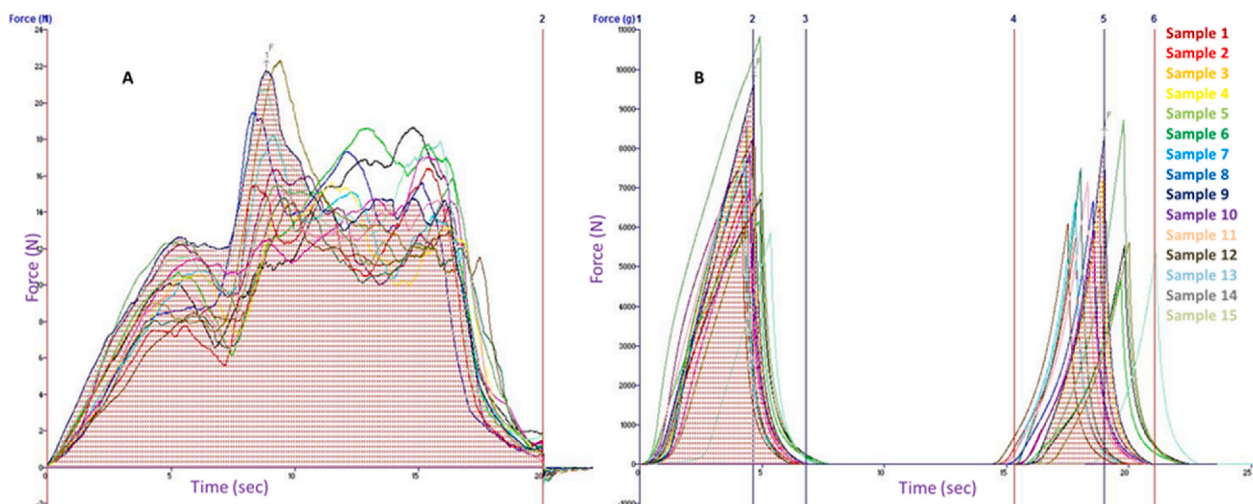 Force (N)
1
2
24
22
20
18
16
14
12
10
8
6
4
2
0
F
1
A
Force (N)
0
5
10
15
20
Time (sec)
Force (g)
1
2
3
4
5
6
11000
10000
9000
8000
7000
6000
5000
4000
3000
2000
1000
0
-1000
F
F
B
Force (N)
0
5
10
15
20
25
Time (sec)
Sample 1
Sample 2
Sample 3
Sample 4
Sample 5
Sample 6
Sample 7
Sample 8
Sample 9
Sample 10
Sample 11
Sample 12
Sample 13
Sample 14
Sample 15